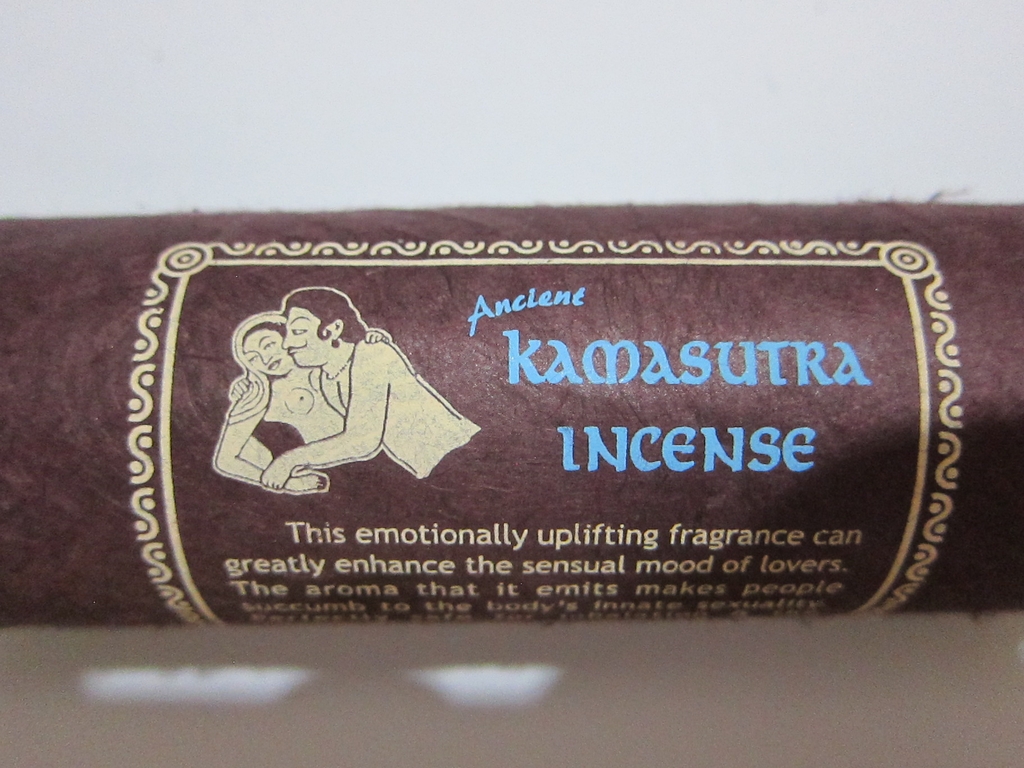 Ancient
KAMASUTRA
INCENSE
This emotionally uplifting fragrance can
greatly enhance the sensual mood of lovers.
The aroma that it emits makes people
succumb to the body's innate sexuality